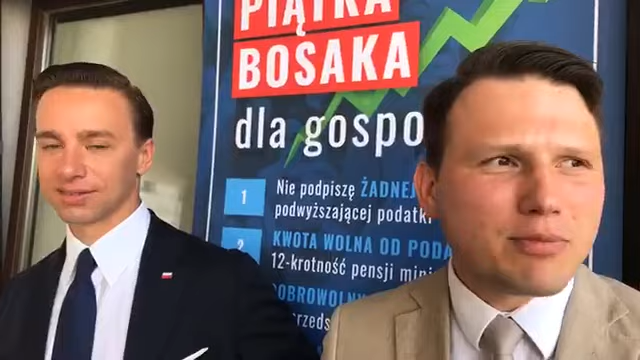 PIĄTKA
BOSAKA
dla gospo
1
Nie podpiszę ŻADNEJ
podwyższającej podatki
2
KWOTA WOLNA OD PODA
12-krotność pensji mini
DOBROWOLNY